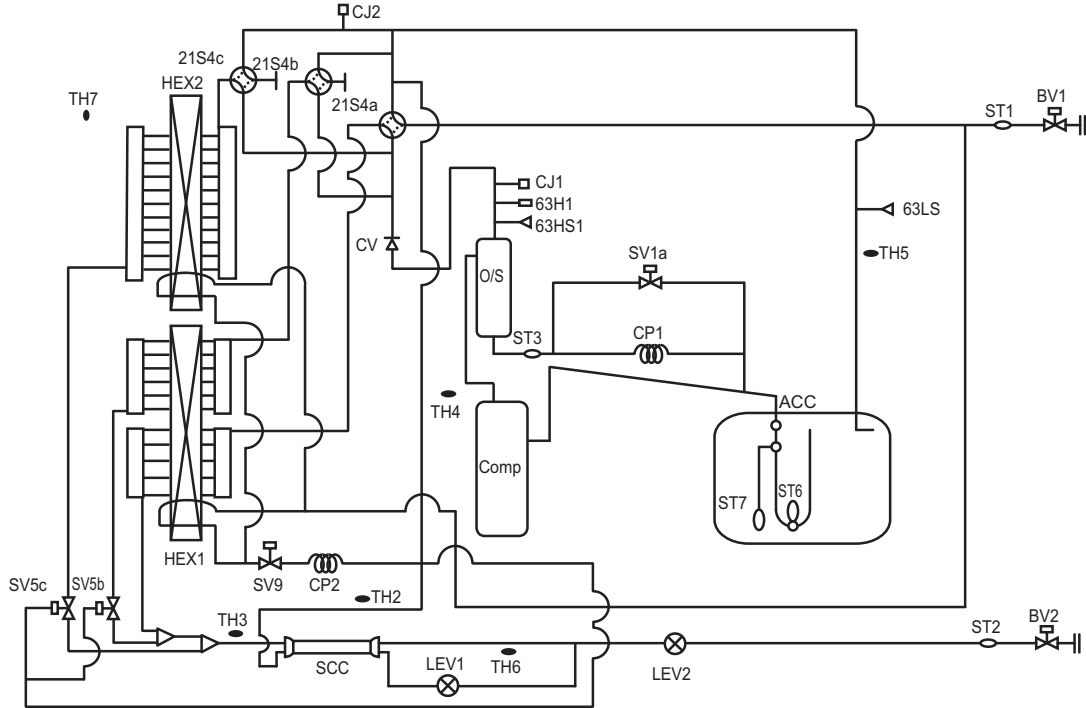 CJ2
21S4c
21S4b
HEX2
TH7
21S4a
ST1
BV1
CJ1
63H1
63HS1
63LS
CV
TH5
SV1a
O/S
ST3
CP1
TH4
ACC
Comp
ST7
ST6
HEX1
SV9
CP2
SV5c
SV5b
TH2
TH3
ST2
BV2
SCC
LEV1
TH6
LEV2